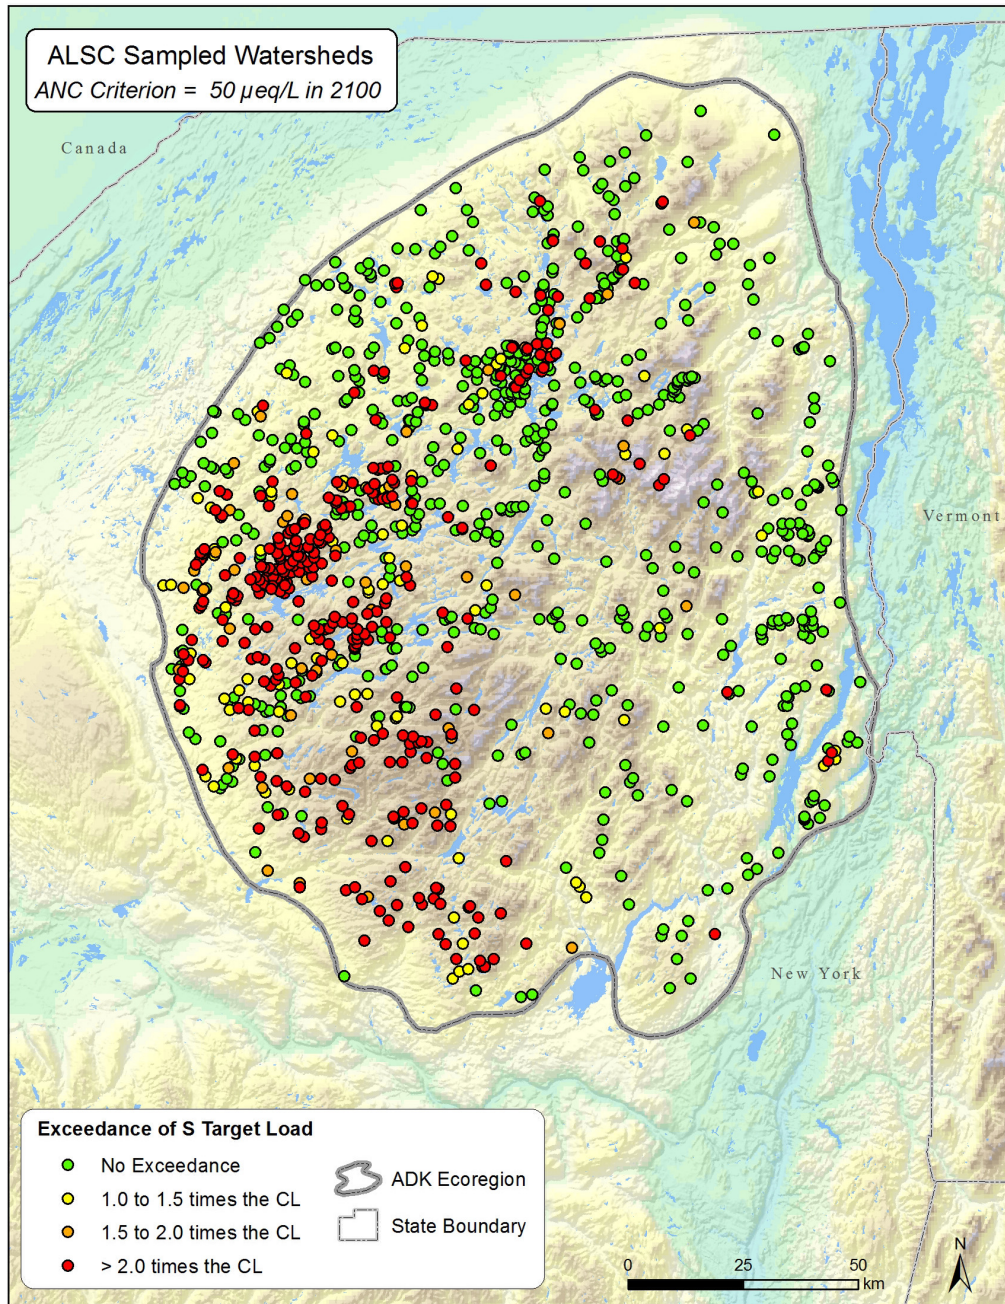 ALSC Sampled Watersheds
ANC Criterion = 50 µeq/L in 2100
Canada
Vermont
New York
Exceedance of S Target Load
No Exceedance
1.0 to 1.5 times the CL
1.5 to 2.0 times the CL
> 2.0 times the CL
ADK Ecoregion
State Boundary
N
0 25 50
km